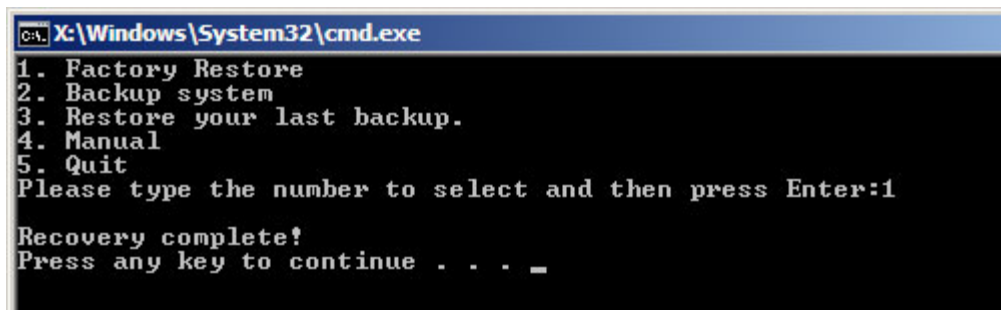 X:\Windows\System32\cmd.exe
1. Factory Restore
2. Backup system
3. Restore your last backup.
4. Manual
5. Quit
Please type the number to select and then press Enter:1
Recovery complete!
Press any key to continue . . . _